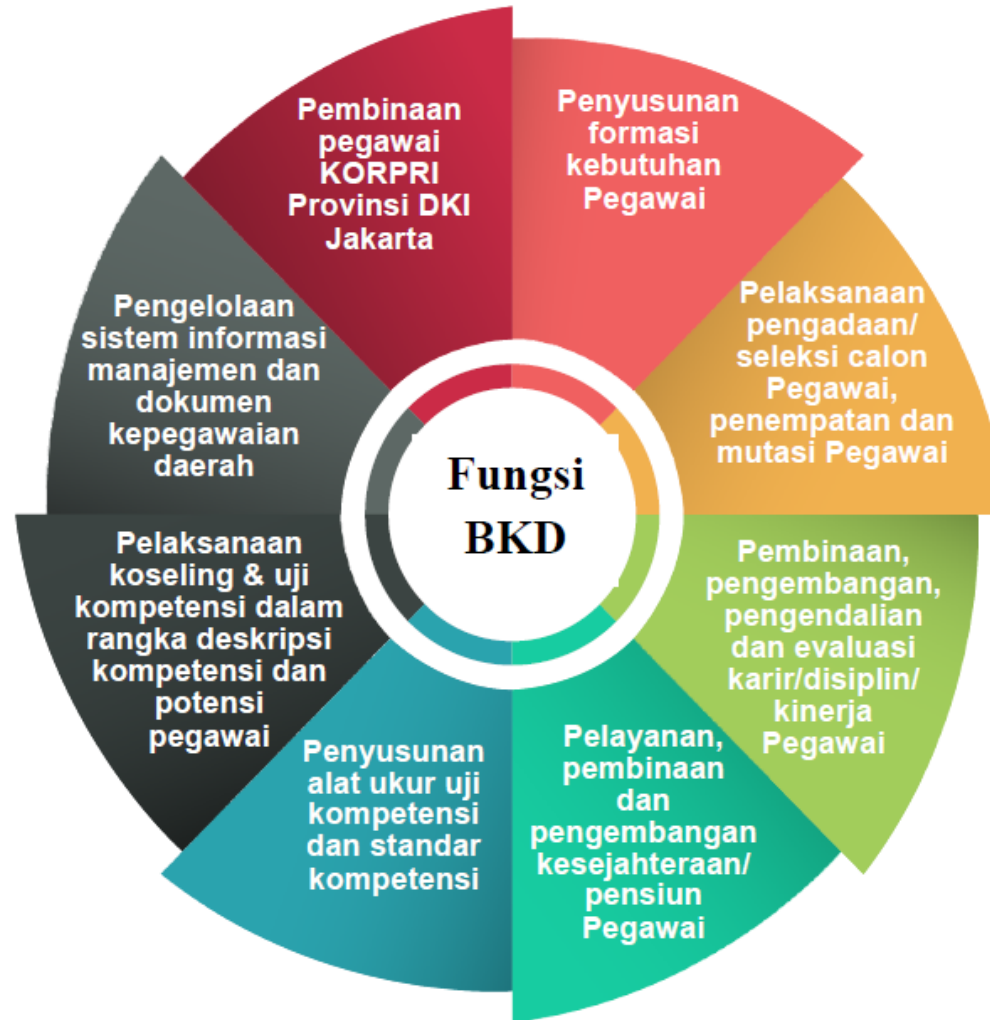 Fungsi
BKD
Penyusunan
formasi
kebutuhan
Pegawai
Pelaksanaan
pengadaan/
seleksi calon
Pegawai,
penempatan dan
mutasi Pegawai
Pembinaan,
pengembangan,
pengendalian
dan evaluasi
karir/disiplin/
kinerja
Pegawai
Pelayanan,
pembinaan
dan
pengembangan
kesejahteraan/
pensiun
Pegawai
Penyusunan
alat ukur uji
kompetensi
dan standar
kompetensi
Pelaksanaan
koseling & uji
kompetensi dalam
rangka deskripsi
kompetensi dan
potensi
pegawai
Pengelolaan
sistem informasi
manajemen dan
dokumen
kepegawaian
daerah
Pembinaan
pegawai
KORPRI
Provinsi DKI
Jakarta